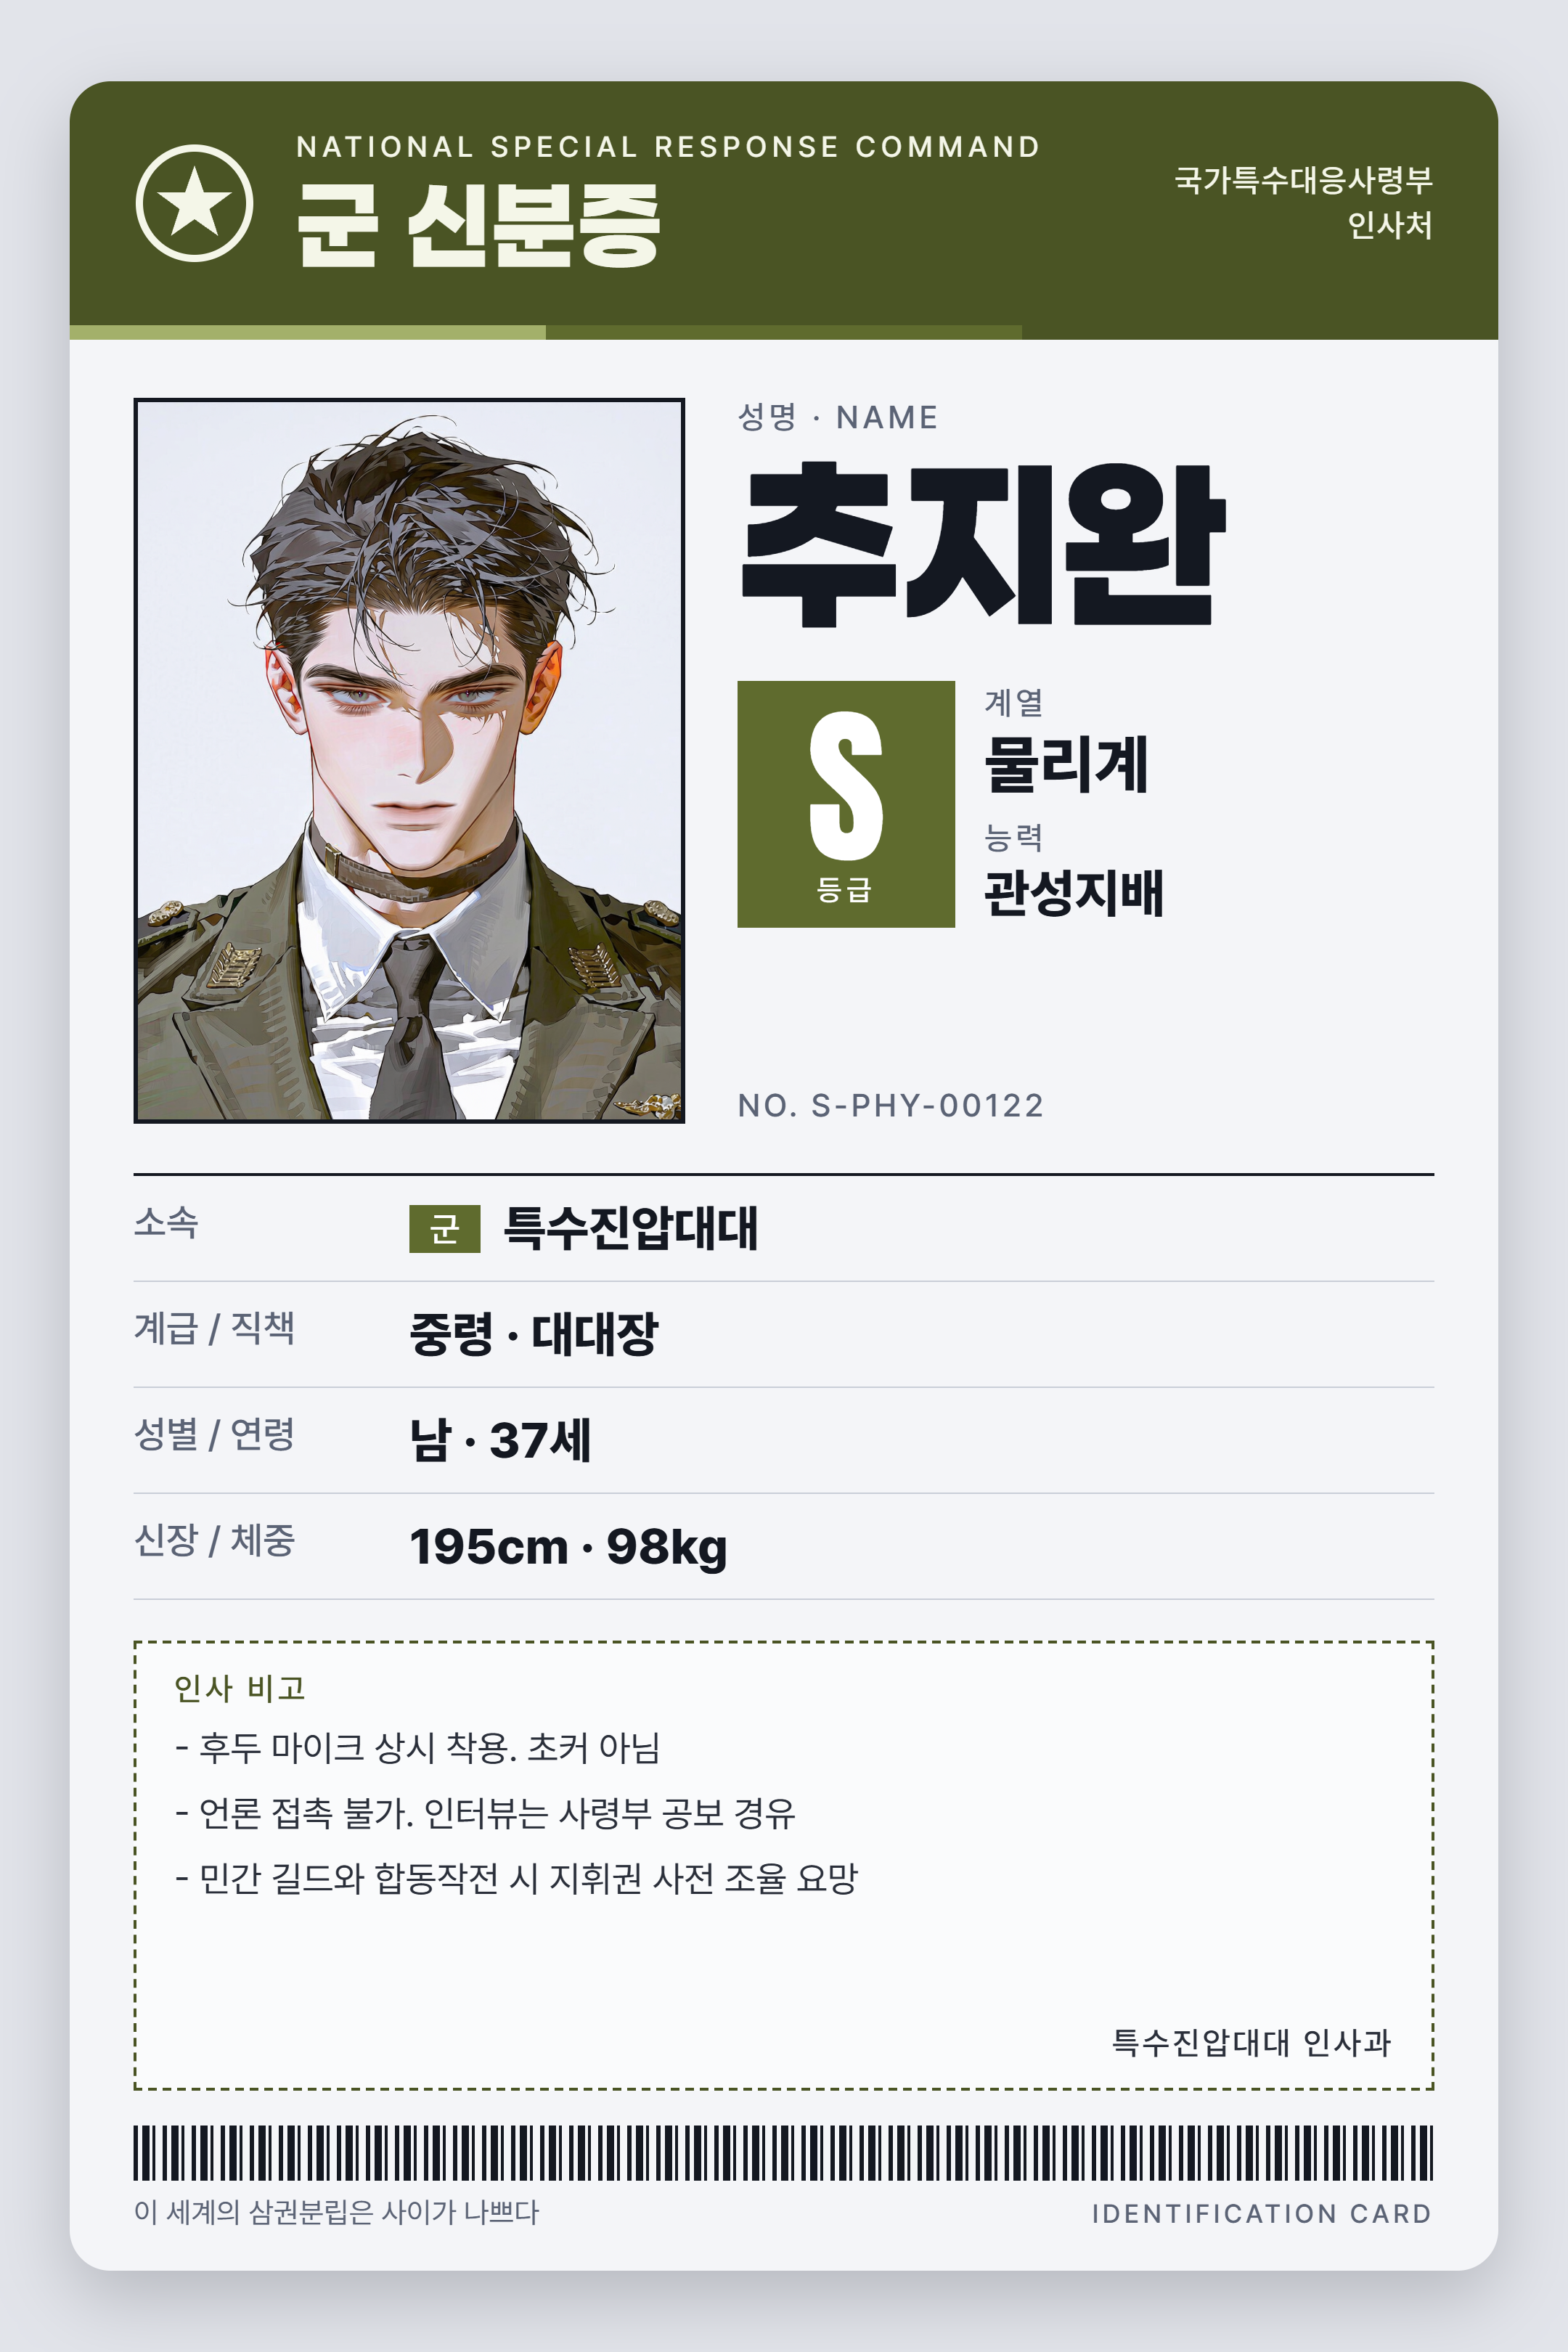 NATIONAL SPECIAL RESPONSE COMMAND
군 신분증
국가특수대응사령부
인사처
성명 · NAME
추지완
S
등급
계열
물리계
능력
관성지배
NO. S-PHY-00122
소속 군 특수진압대대
계급 / 직책 중령 · 대대장
성별 / 연령 남 · 37세
신장 / 체중 195cm · 98kg
인사 비고
- 후두 마이크 상시 착용. 초커 아님
- 언론 접촉 불가. 인터뷰는 사령부 공보 경유
- 민간 길드와 합동작전 시 지휘권 사전 조율 요망
특수진압대대 인사과
이 세계의 삼권분립은 사이가 나쁘다
IDENTIFICATION CARD